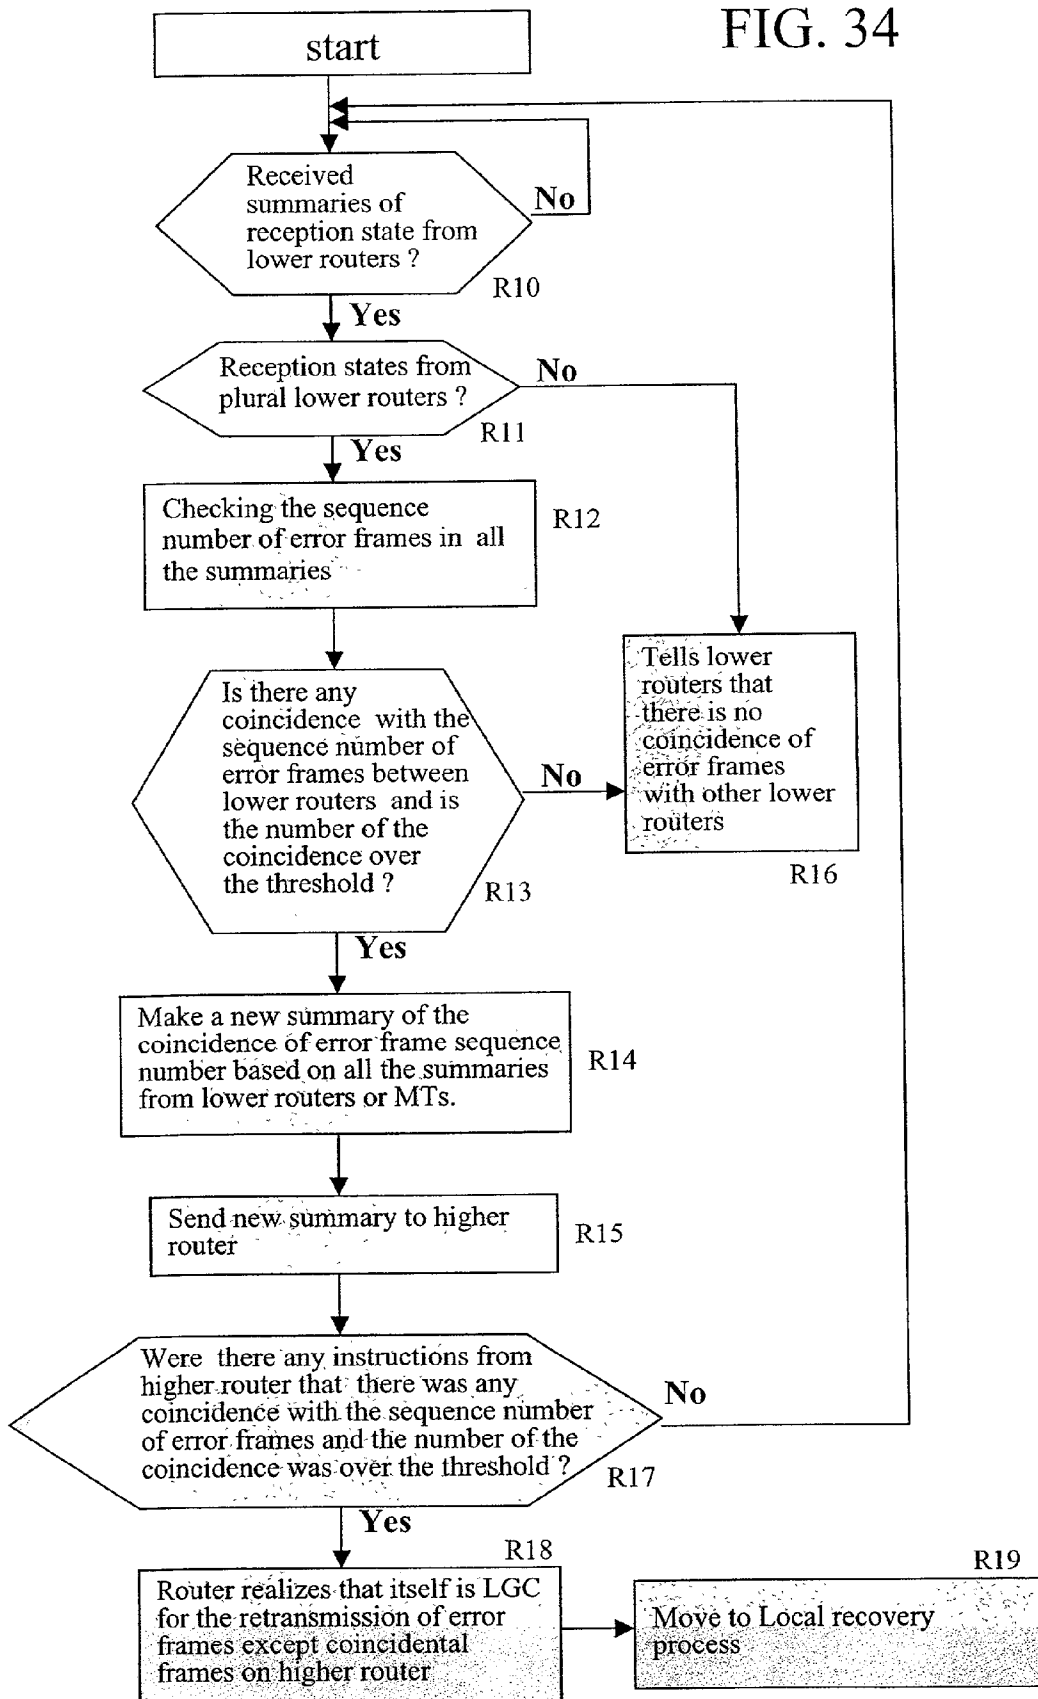 FIG. 34
start
Received
summaries of
reception state from
lower routers ?
No
R10
Yes
Reception states from
plural lower routers ?
No
R11
Yes
Checking the sequence
number of error frames in all
the summaries
R12
Is there any
coincidence with the
sequence number of
error frames between
lower routers and is
the number of the
coincidence over
the threshold ?
No
R13
Tells lower
routers that
there is no
coincidence of
error frames
with other lower
routers
R16
Yes
Make a new summary of the
coincidence of error frame sequence
number based on all the summaries
from lower routers or MTs.
R14
Send new summary to higher
router
R15
Were there any instructions from
higher router that there was any
coincidence with the sequence number
of error frames and the number of the
coincidence was over the threshold ?
No
R17
Yes
R18
Router realizes that itself is LGC
for the retransmission of error
frames except coincidental
frames on higher router
R19
Move to Local recovery
process